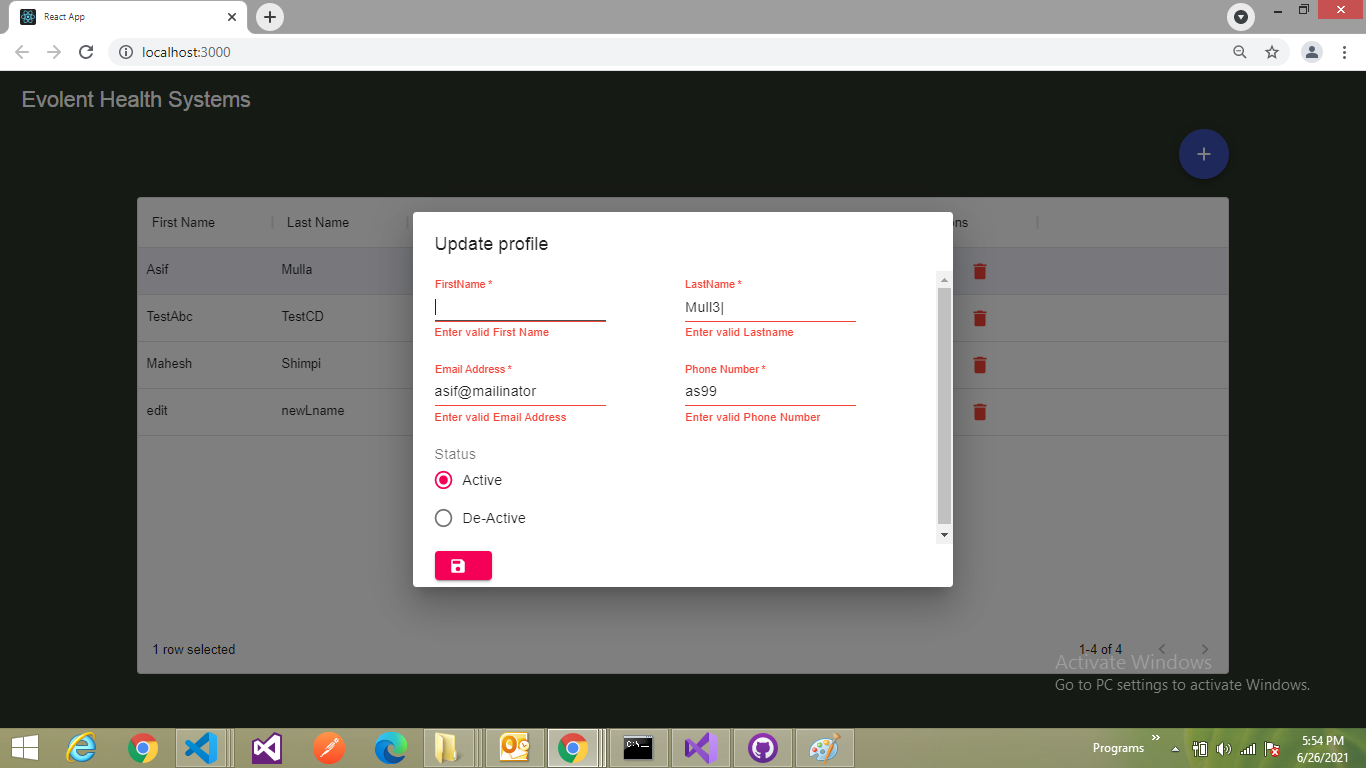 React App
localhost:3000
Evolent Health Systems
First Name
Last Name
ons
Asif
Mulla
TestAbc
TestCD
Mahesh
Shimpi
edit
newLname
Update profile
FirstName *
LastName *
Mull3|
Enter valid First Name
Enter valid Lastname
Email Address *
Phone Number *
asif@mailinator
as99
Enter valid Email Address
Enter valid Phone Number
Status
Active
De-Active
1 row selected
1-4 of 4
Activate Windows
Go to PC settings to activate Windows.
C:\_
Programs
5:54 PM
6/26/2021